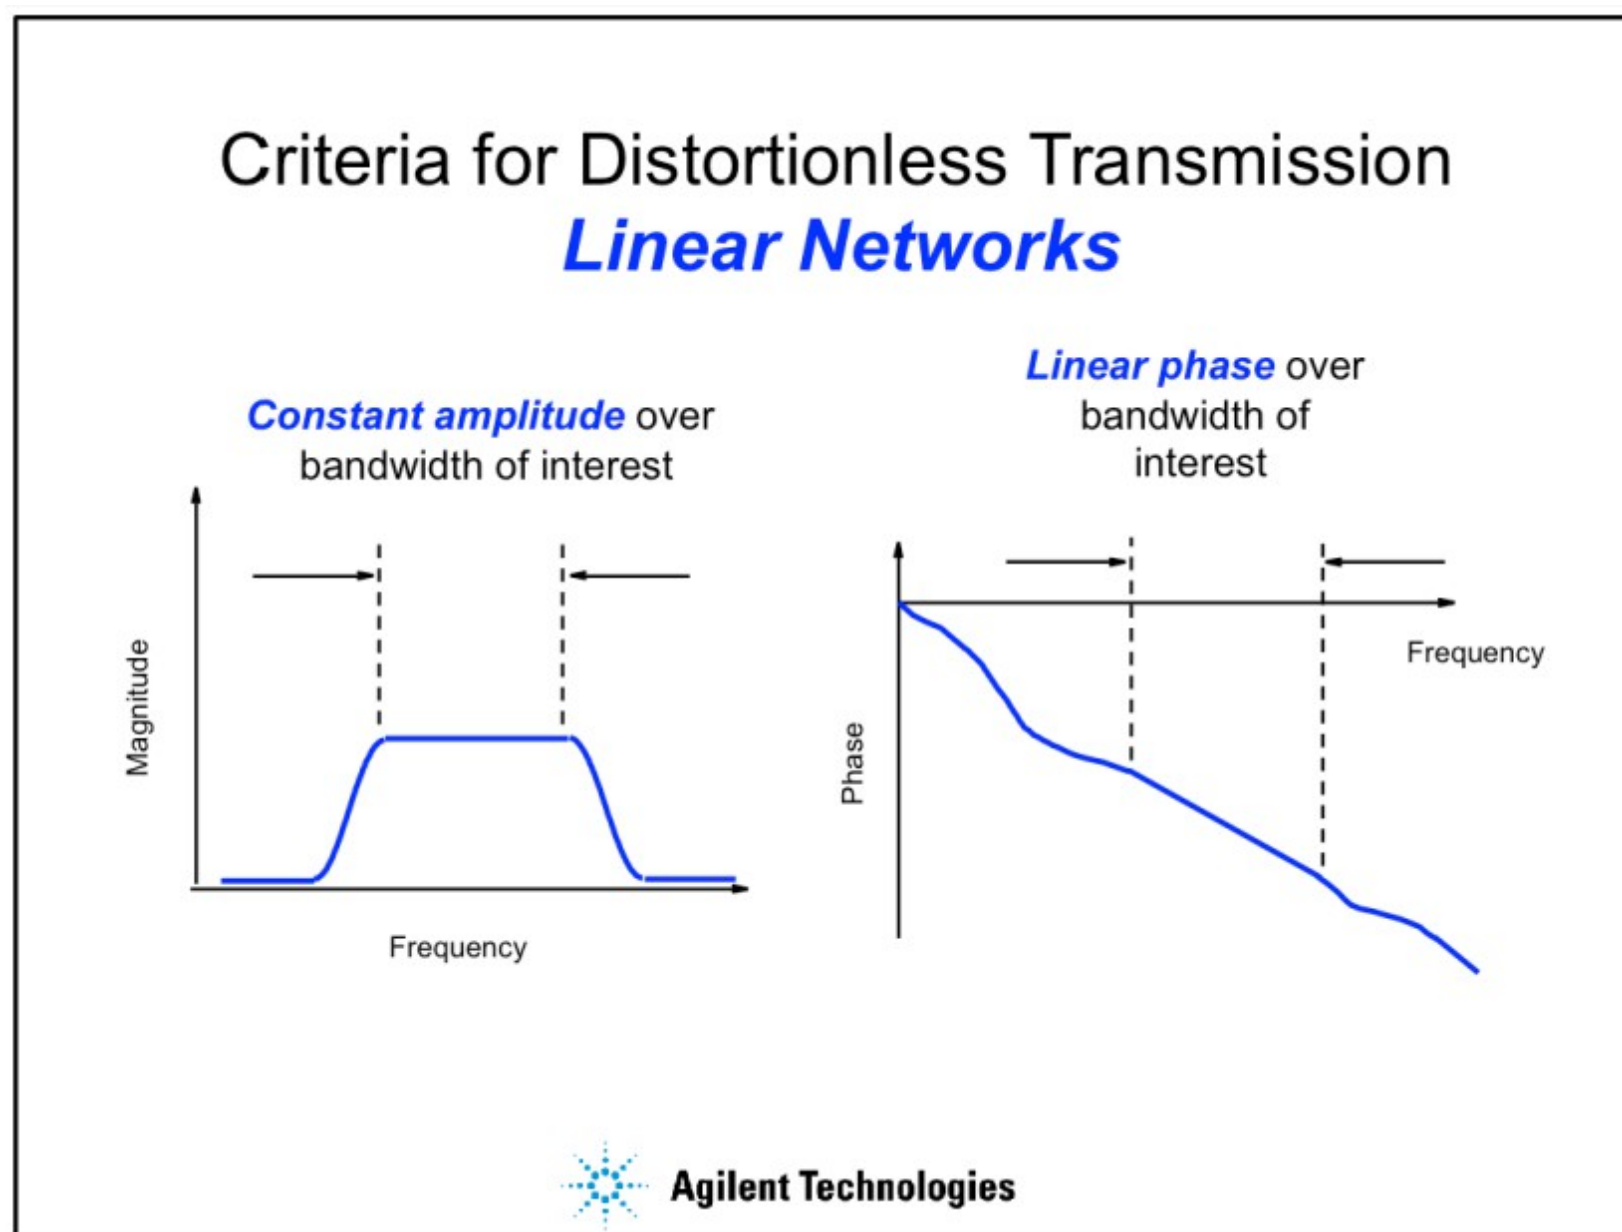 Criteria for Distortionless Transmission
Linear Networks
Constant amplitude over
bandwidth of interest
Magnitude
Frequency
Linear phase over
bandwidth of
interest
Frequency
Phase
Agilent Technologies